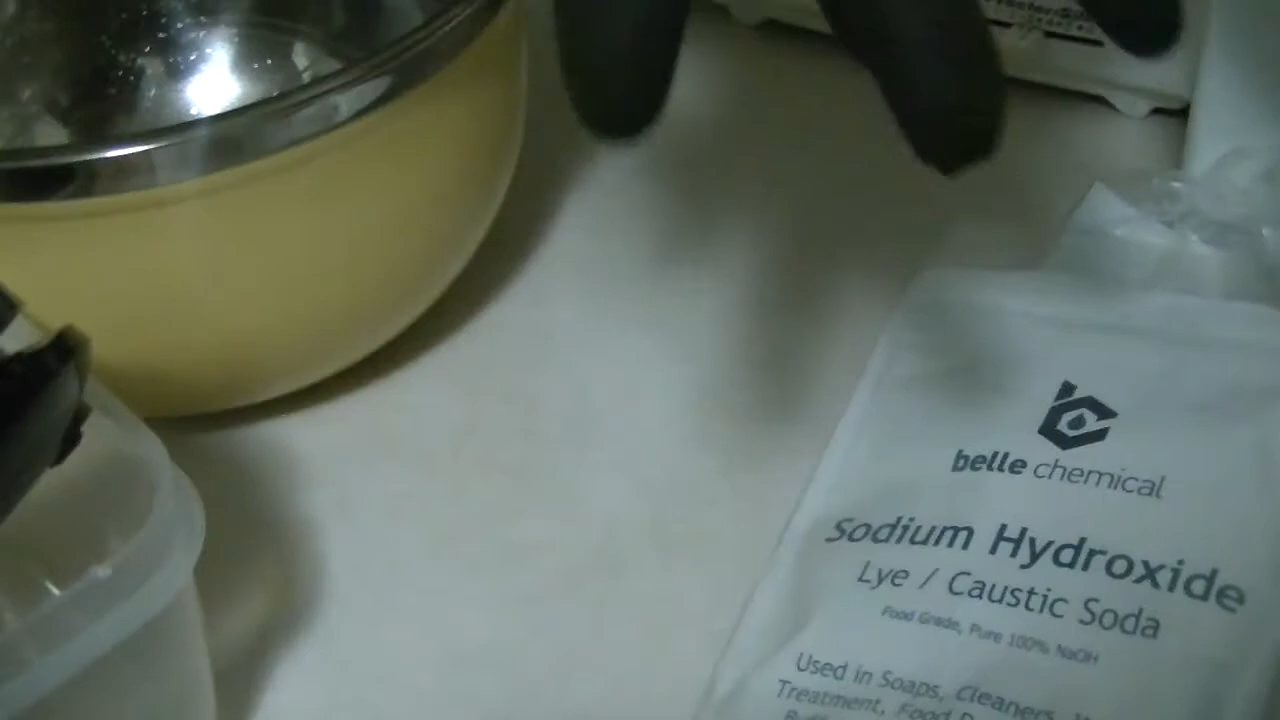 belle chemical
Sodium Hydroxide
Lye / Caustic Soda
Food Grade, Pure 100% NaOH
Used in Soaps, Cleaners,
Treatment, Food